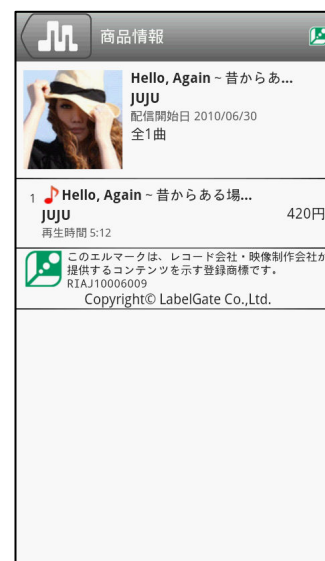 商品情報
Hello, Again ~ 昔からあ...
JUJU
配信開始日 2010/06/30
全1曲
1 Hello, Again ~ 昔からある場...
JUJU
420円
再生時間 5:12
このエルマークは、レコード会社・映像制作会社が
提供するコンテンツを示す登録商標です。
RIAJ10006009
Copyright© LabelGate Co.,Ltd.